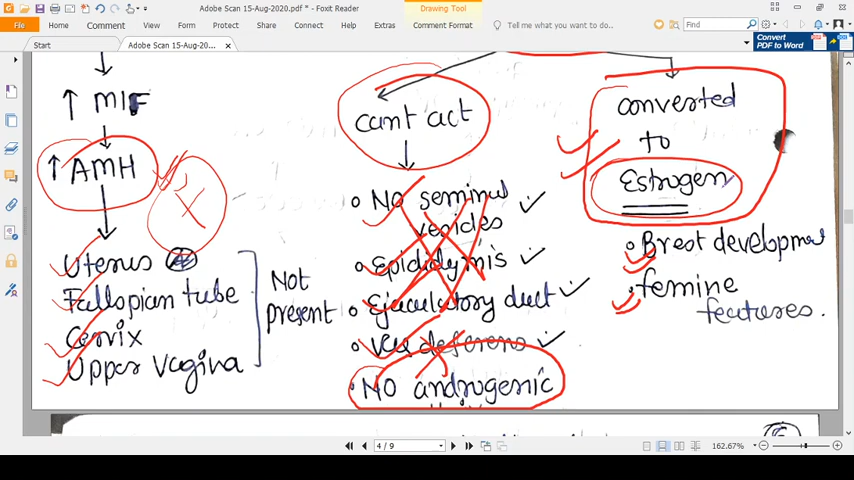 Adobe Scan 15-Aug-2020.pdf * - Foxit Reader
Drawing Tool
File
Home
Comment
View
Form
Protect
Share
Connect
Help
Extras
Comment Format
Tell me what you want to do...
Find
Start
Adobe Scan 15-Aug-2020....
Convert
PDF to Word
↑ MIF
↑ AMH
Uterus
Fallopian tube
Cervix
Upper Vagina
Not
present
cant act
No seminal
vesicles
Epididymis
Ejaculatory duct
Vas deferens
NO androgenic
converted
to
Estrogen
Brest development
femine
features.
4 / 9
162.67%